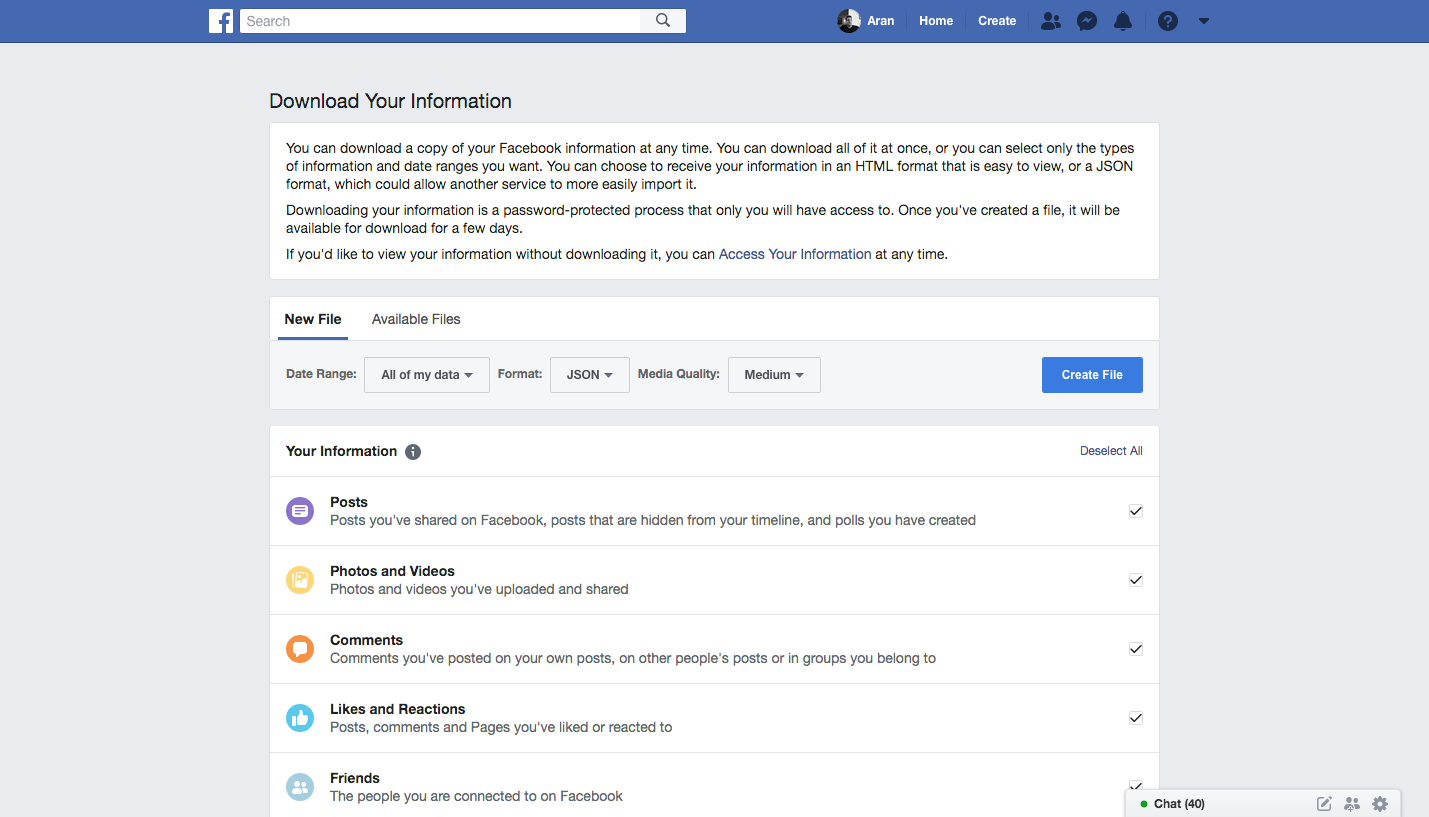 Search
Aran
Home
Create
Download Your Information
You can download a copy of your Facebook information at any time. You can download all of it at once, or you can select only the types
of information and date ranges you want. You can choose to receive your information in an HTML format that is easy to view, or a JSON
format, which could allow another service to more easily import it.
Downloading your information is a password-protected process that only you will have access to. Once you've created a file, it will be
available for download for a few days.
If you'd like to view your information without downloading it, you can Access Your Information at any time.
New File
Available Files
Date Range:
All of my data
Format:
JSON
Media Quality:
Medium
Create File
Your Information
Deselect All
Posts
Posts you've shared on Facebook, posts that are hidden from your timeline, and polls you have created
Photos and Videos
Photos and videos you've uploaded and shared
Comments
Comments you've posted on your own posts, on other people's posts or in groups you belong to
Likes and Reactions
Posts, comments and Pages you've liked or reacted to
Friends
The people you are connected to on Facebook
Chat (40)